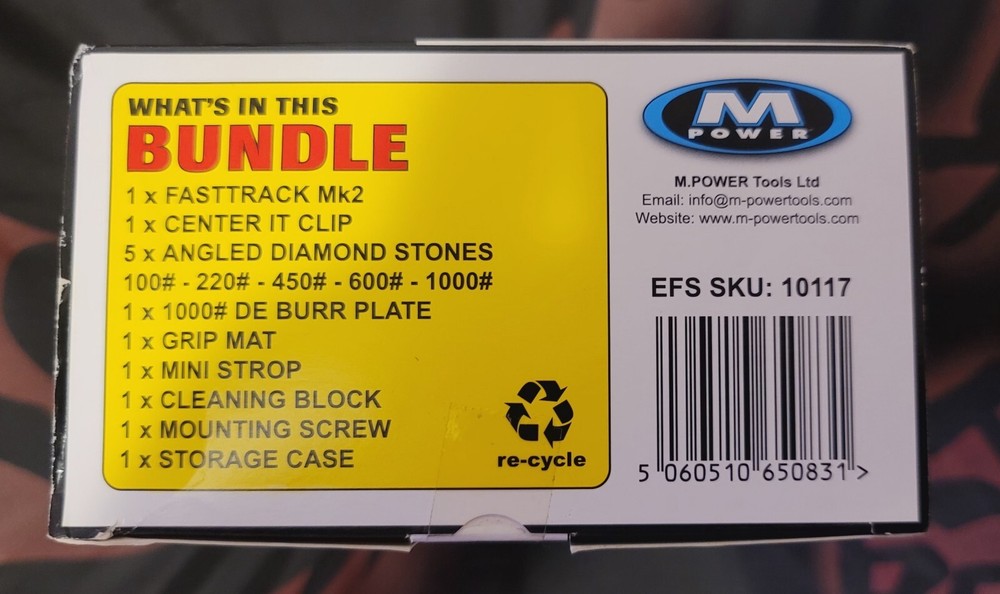 WHAT'S IN THIS
BUNDLE
1 x FASTTRACK Mk2
1 x CENTER IT CLIP
5 x ANGLED DIAMOND STONES
100# - 220# - 450# - 600# - 1000#
1 x 1000# DE BURR PLATE
1 x GRIP MAT
1 x MINI STROP
1 x CLEANING BLOCK
1 x MOUNTING SCREW
1 x STORAGE CASE
re-cycle
M
POWER
M.POWER Tools Ltd
Email: info@m-powertools.com
Website: www.m-powertools.com
EFS SKU: 10117
5 060510 650831 >